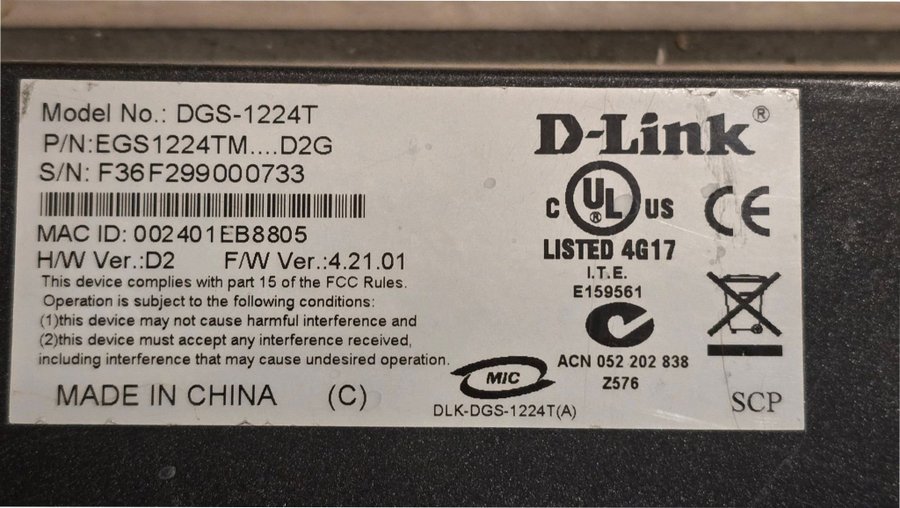 Model No.: DGS-1224T
P/N:EGS1224TM....D2G
S/N: F36F299000733
MAC ID: 002401EB8805
H/W Ver.:D2 F/W Ver.:4.21.01
This device complies with part 15 of the FCC Rules.
Operation is subject to the following conditions:
(1)this device may not cause harmful interference and
(2)this device must accept any interference received,
including interference that may cause undesired operation.
MADE IN CHINA (C)
D-Link®
C UL® US
LISTED 4G17
I.T.E.
E159561
CE
ACN 052 202 838
Z576
MIC
DLK-DGS-1224T(A)
SCP